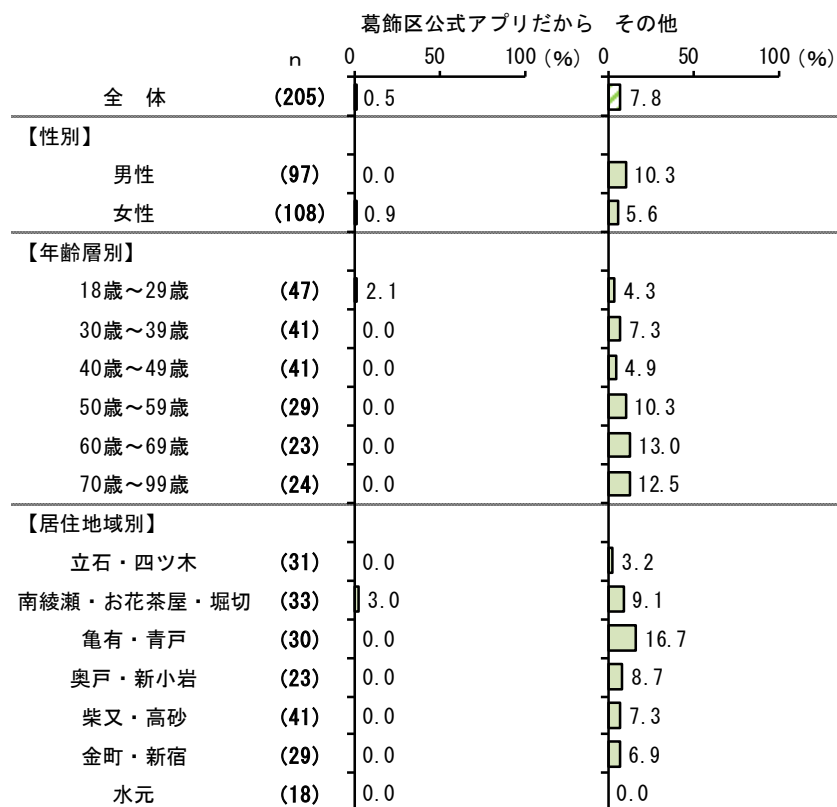 葛飾区公式アプリだから その他
n 0 50 100 (%) 0 50 100 (%)
全 体 (205) 0.5 7.8
【性別】
男性 (97) 0.0 10.3
女性 (108) 0.9 5.6
【年齢層別】
18歳～29歳 (47) 2.1 4.3
30歳～39歳 (41) 0.0 7.3
40歳～49歳 (41) 0.0 4.9
50歳～59歳 (29) 0.0 10.3
60歳～69歳 (23) 0.0 13.0
70歳～99歳 (24) 0.0 12.5
【居住地域別】
立石・四ツ木 (31) 0.0 3.2
南綾瀬・お花茶屋・堀切 (33) 3.0 9.1
亀有・青戸 (30) 0.0 16.7
奥戸・新小岩 (23) 0.0 8.7
柴又・高砂 (41) 0.0 7.3
金町・新宿 (29) 0.0 6.9
水元 (18) 0.0 0.0